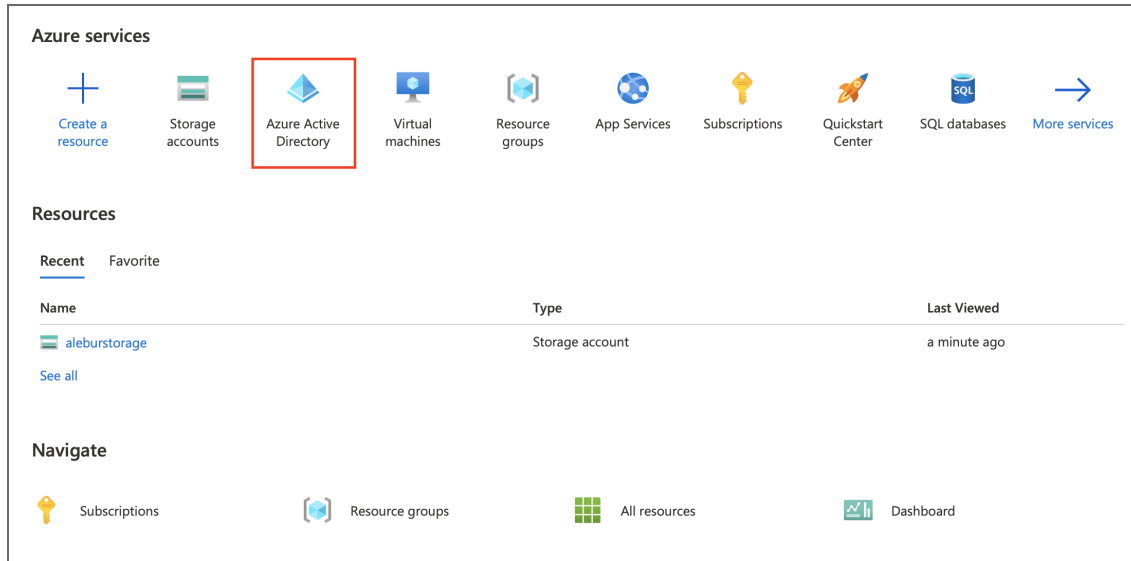 Azure services
Create a
resource
Storage
accounts
Azure Active
Directory
Virtual
machines
Resource
groups
App Services
Subscriptions
Quickstart
Center
SQL
SQL databases
More services
Resources
Recent Favorite
Name Type Last Viewed
aleburstorage Storage account a minute ago
See all
Navigate
Subscriptions Resource groups All resources Dashboard